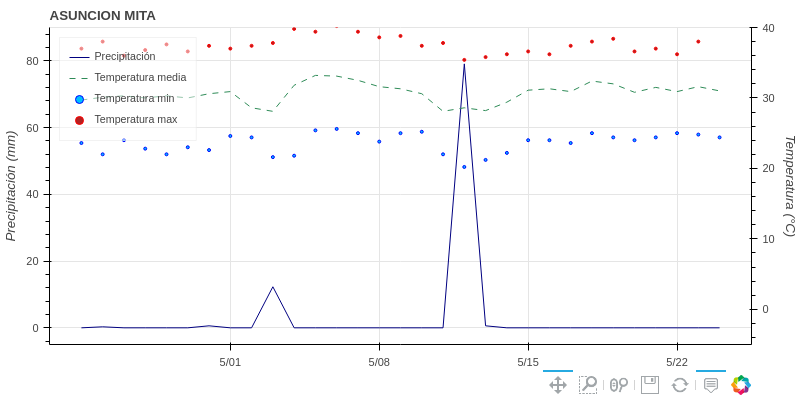 ASUNCION MITA
Precipitación
Temperatura media
Temperatura min
Temperatura max
Precipitación (mm)
80
60
40
20
0
Temperatura (°C)
40
30
20
10
0
5/01
5/08
5/15
5/22